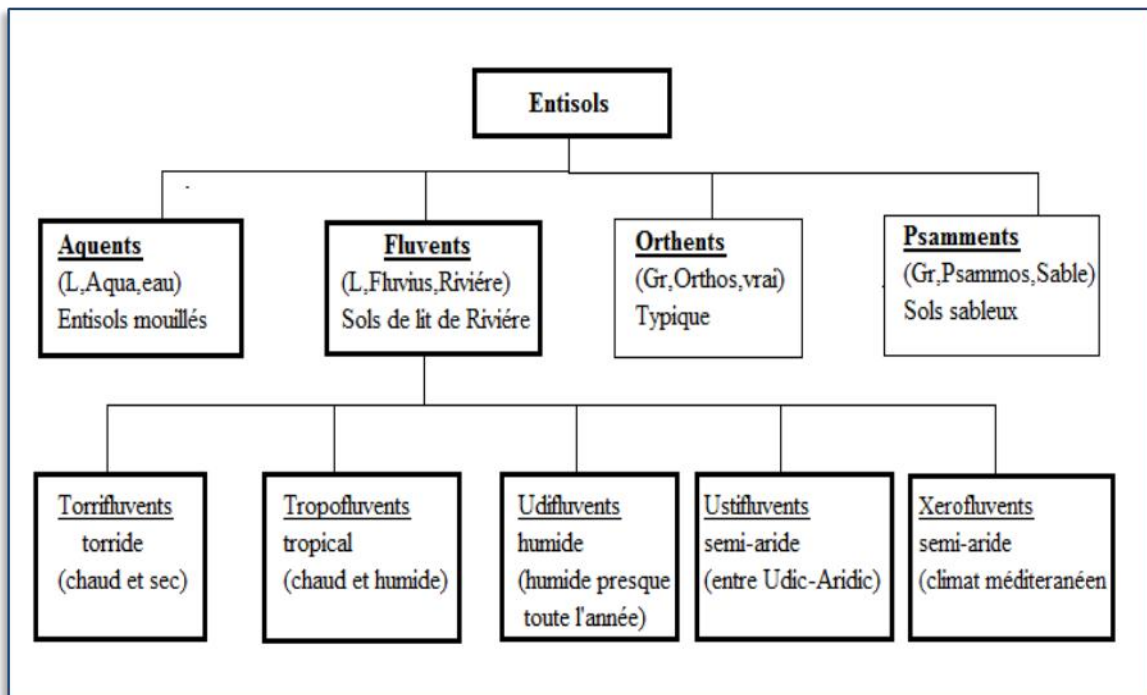 Entisols
Aquents
(L,Aqua,eau)
Entisols mouillés
Fluvents
(L,Fluvius,Riviére)
Sols de lit de Riviére
Orthents
(Gr,Orthos,vrai)
Typique
Psamments
(Gr,Psammos,Sable)
Sols sableux
Torrifluvents
torride
(chaud et sec)
Tropofluvents
tropical
(chaud et humide)
Udifluvents
humide
(humide presque
toute l'année)
Ustifluvents
semi-aride
(entre Udic-Aridic)
Xerofluvents
semi-aride
(climat méditeranéen